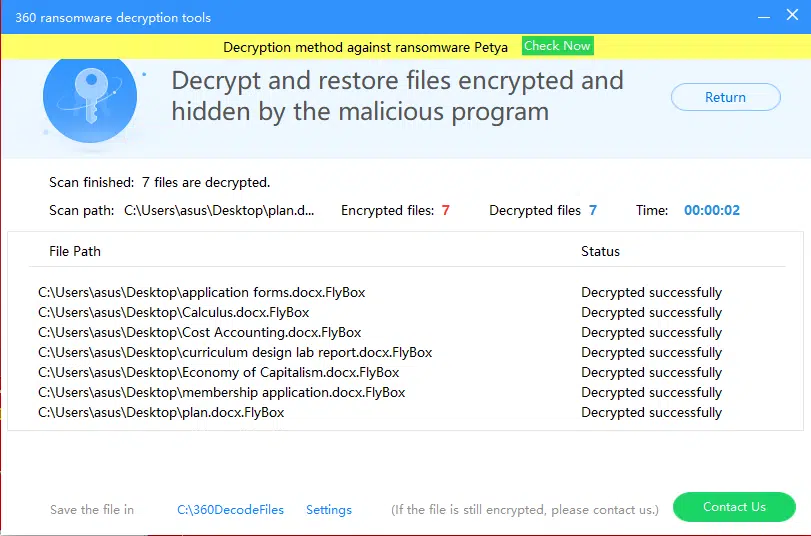 360 ransomware decryption tools
Decryption method against ransomware Petya Check Now
Decrypt and restore files encrypted and
hidden by the malicious program
Return
Scan finished: 7 files are decrypted.
Scan path: C:\Users\asus\Desktop\plan.d... Encrypted files: 7 Decrypted files 7 Time: 00:00:02
File Path Status
C:\Users\asus\Desktop\application forms.docx.FlyBox Decrypted successfully
C:\Users\asus\Desktop\Calculus.docx.FlyBox Decrypted successfully
C:\Users\asus\Desktop\Cost Accounting.docx.FlyBox Decrypted successfully
C:\Users\asus\Desktop\curriculum design lab report.docx.FlyBox Decrypted successfully
C:\Users\asus\Desktop\Economy of Capitalism.docx.FlyBox Decrypted successfully
C:\Users\asus\Desktop\membership application.docx.FlyBox Decrypted successfully
C:\Users\asus\Desktop\plan.docx.FlyBox Decrypted successfully
Save the file in C:\360DecodeFiles Settings (If the file is still encrypted, please contact us.) Contact Us